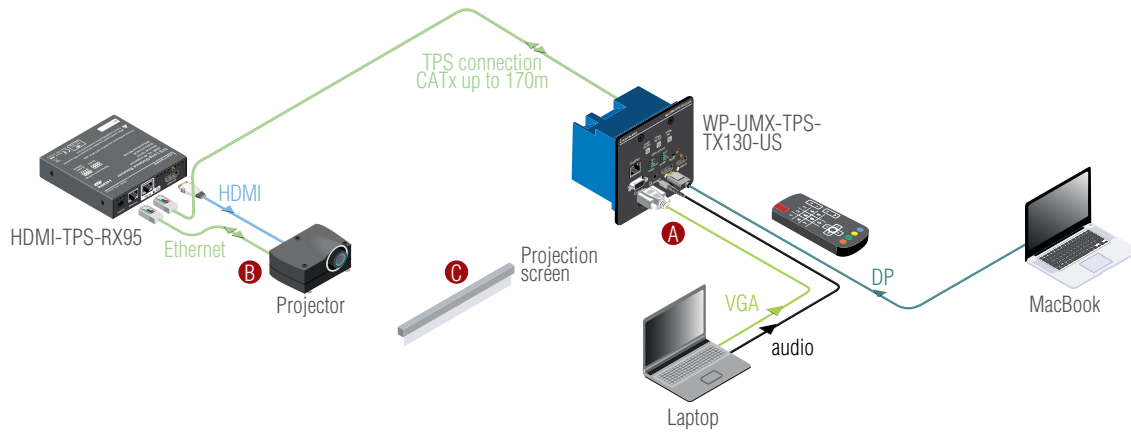 TPS connection
CATx up to 170m
WP-UMX-TPS-
TX130-US
HDMI
HDMI-TPS-RX95
Ethernet
B
Projector
C
Projection
screen
A
VGA
DP
audio
MacBook
Laptop